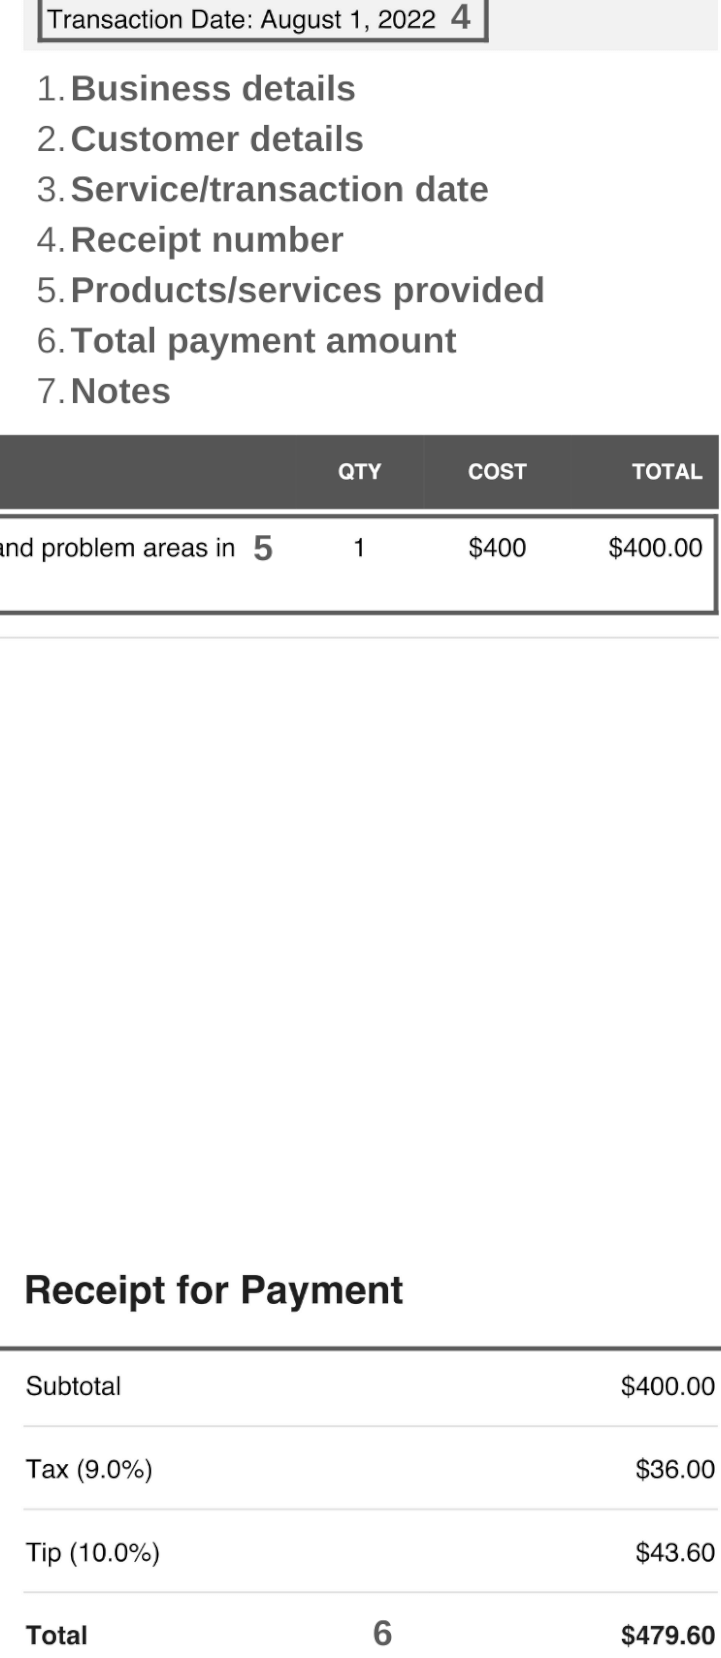 Transaction Date: August 1, 2022 4
1. Business details
2. Customer details
3. Service/transaction date
4. Receipt number
5. Products/services provided
6. Total payment amount
7. Notes
QTY COST TOTAL
and problem areas in 5 1 $400 $400.00
Receipt for Payment
Subtotal $400.00
Tax (9.0%) $36.00
Tip (10.0%) $43.60
Total 6 $479.60